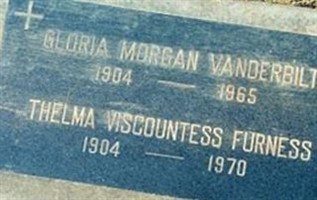 GLORIA MORGAN VANDERBILT
1904 — 1965
THELMA VISCOUNTESS FURNESS
1904 — 1970